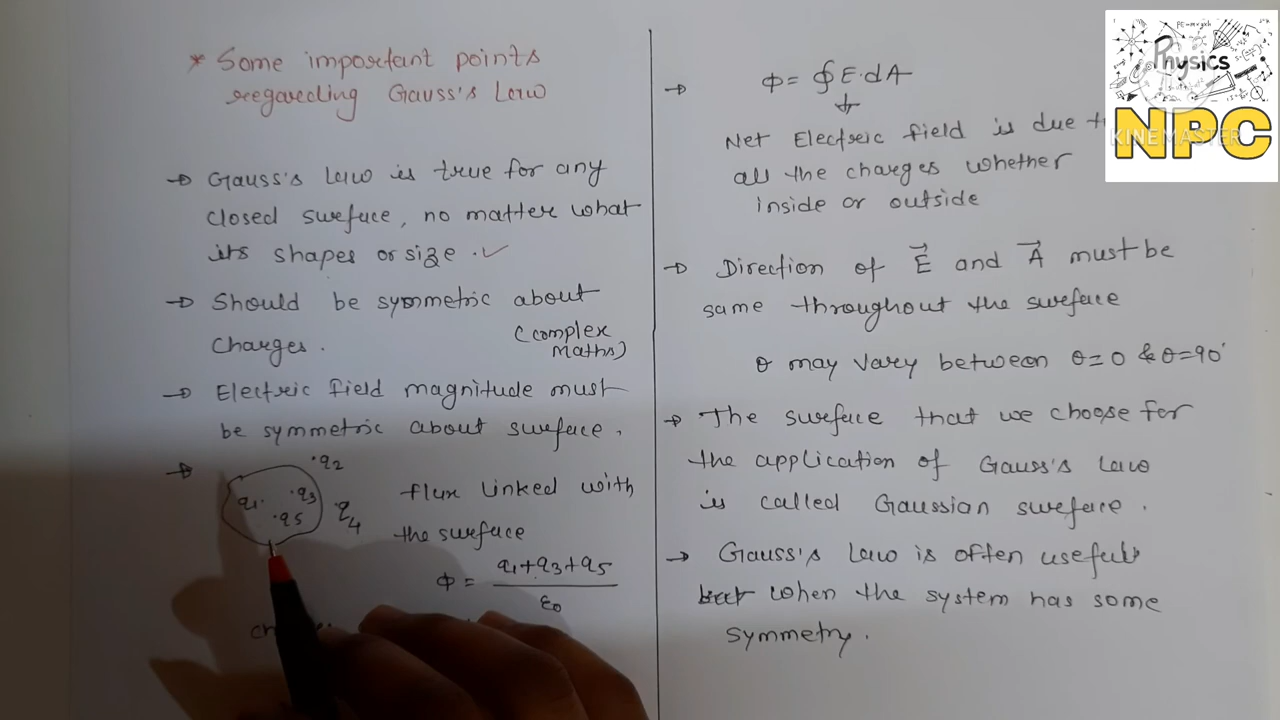 * Some important points
regarding Gauss's Law
→ Gauss's Law is true for any
closed surface, no matter what
its shapes or size. ✓
→ Should be symmetric about
charges. (complex
maths)
→ Electric field magnitude must
be symmetric about surface.
→ q1 q2 q3 q4 q5
flux linked with
the surface
Φ = q1+q3+q5
ε0
→ Φ = ∮ E.dA
Net Electric field is due
all the charges whether
inside or outside
→ Direction of E⃗ and A⃗ must be
same throughout the surface
θ may vary between θ=0 & θ=90°
→ The surface that we choose for
the application of Gauss's Law
is called Gaussian surface.
→ Gauss's Law is often useful
when the system has some
symmetry.
Physics
NPC
KINEMASTER